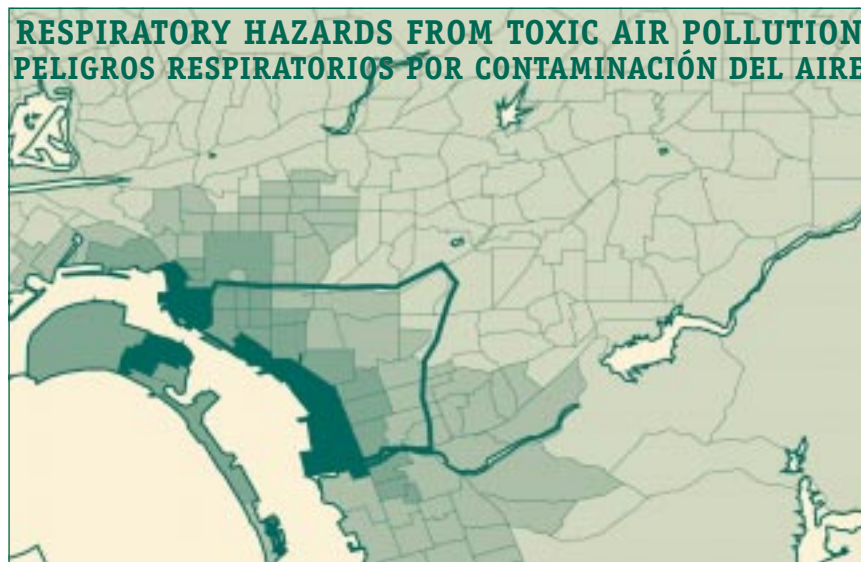 RESPIRATORY HAZARDS FROM TOXIC AIR POLLUTION
PELIGROS RESPIRATORIOS POR CONTAMINACIÓN DEL AIRE